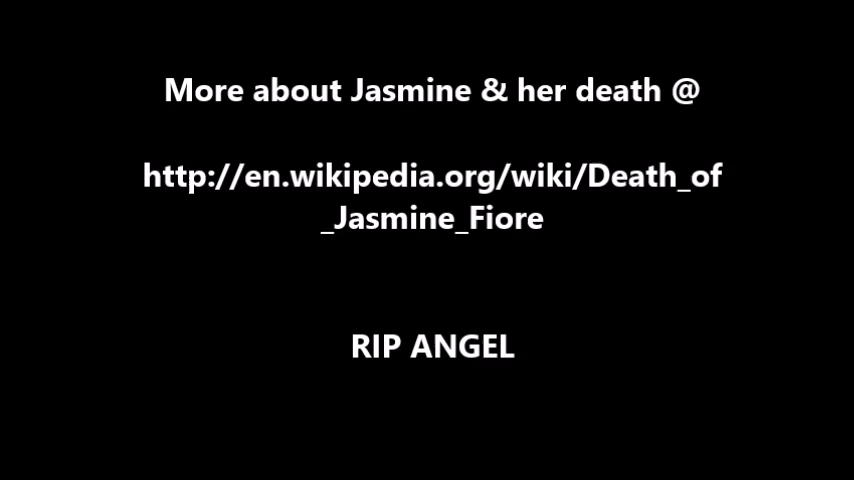 More about Jasmine & her death @
http://en.wikipedia.org/wiki/Death_of
_Jasmine_Fiore
RIP ANGEL